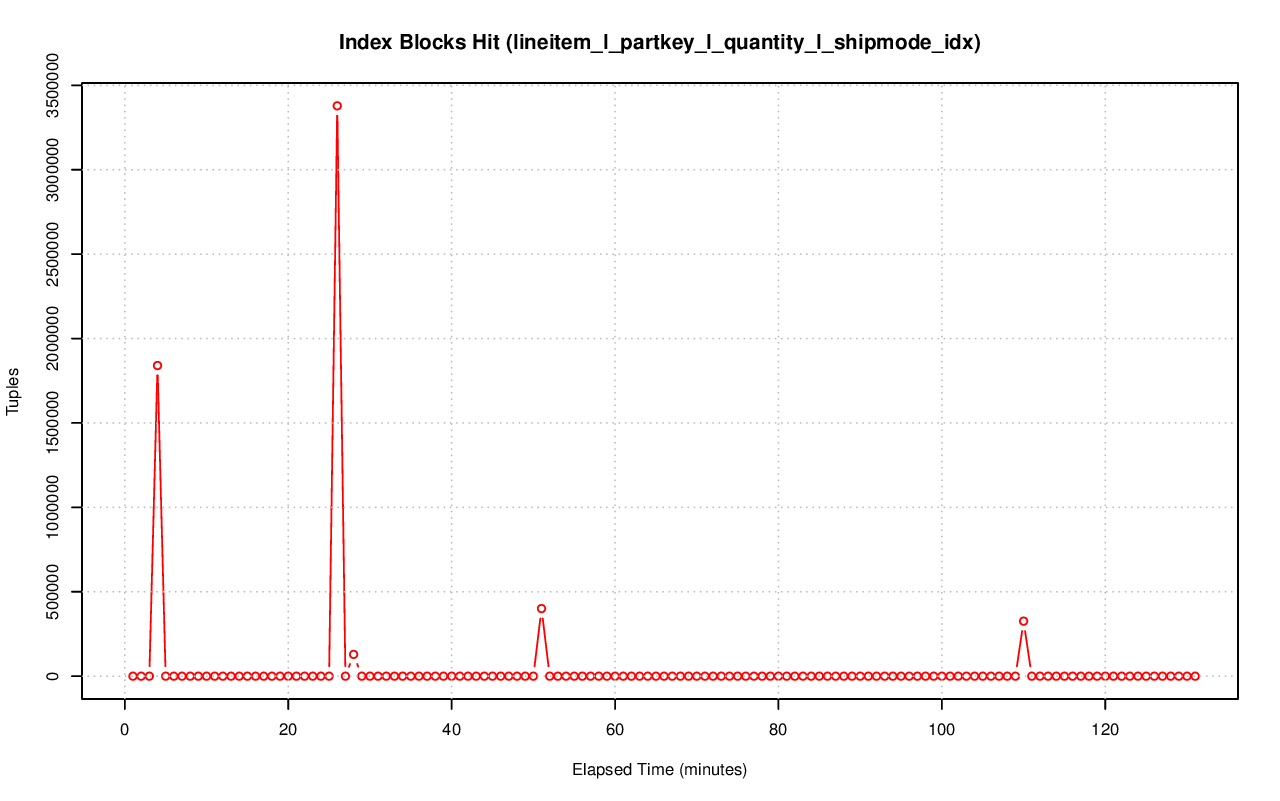 Index Blocks Hit (lineitem_l_partkey_l_quantity_l_shipmode_idx)
3500000
3000000
2500000
2000000
1500000
1000000
500000
0
Tuples
0 20 40 60 80 100 120
Elapsed Time (minutes)